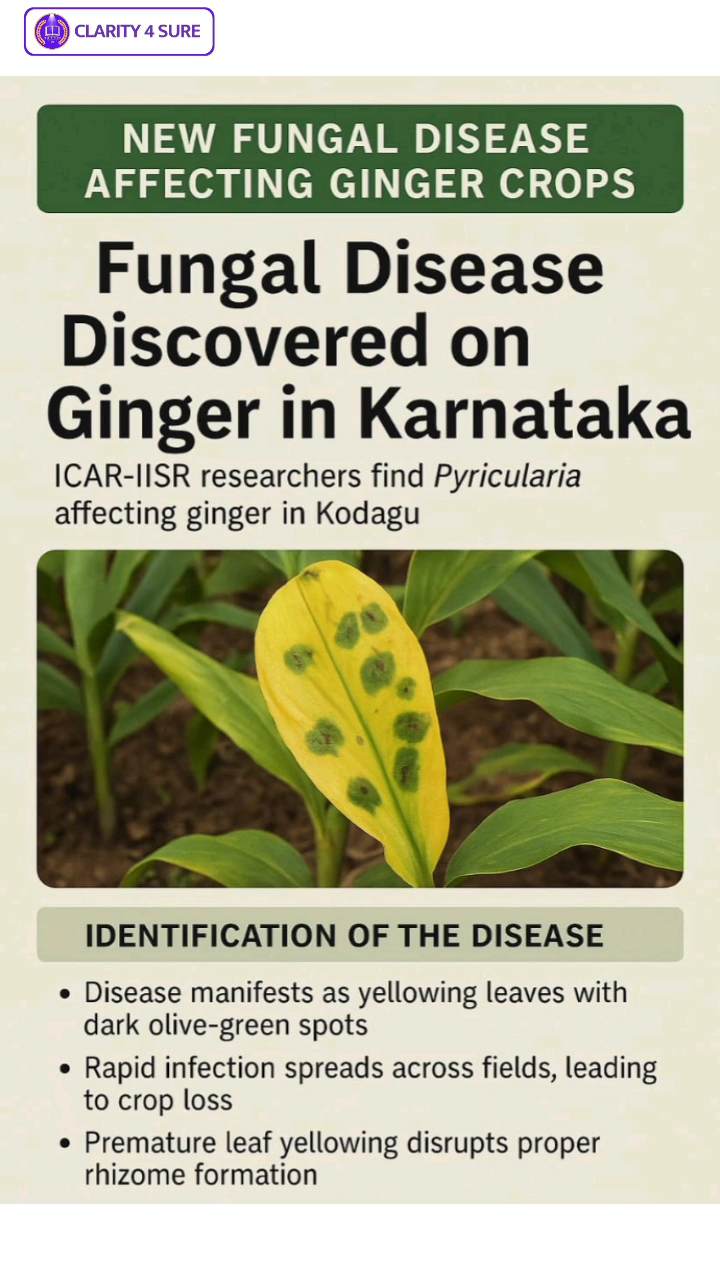 CLARITY 4 SURE
NEW FUNGAL DISEASE
AFFECTING GINGER CROPS
Fungal Disease
Discovered on
Ginger in Karnataka
ICAR-IISR researchers find Pyricularia
affecting ginger in Kodagu
IDENTIFICATION OF THE DISEASE
• Disease manifests as yellowing leaves with
dark olive-green spots
• Rapid infection spreads across fields, leading
to crop loss
• Premature leaf yellowing disrupts proper
rhizome formation